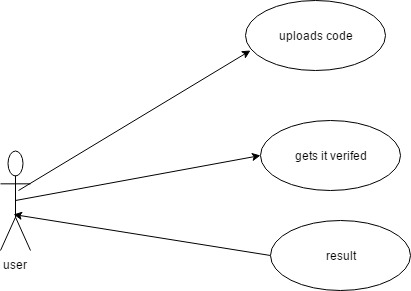 uploads code
gets it verifed
result
user